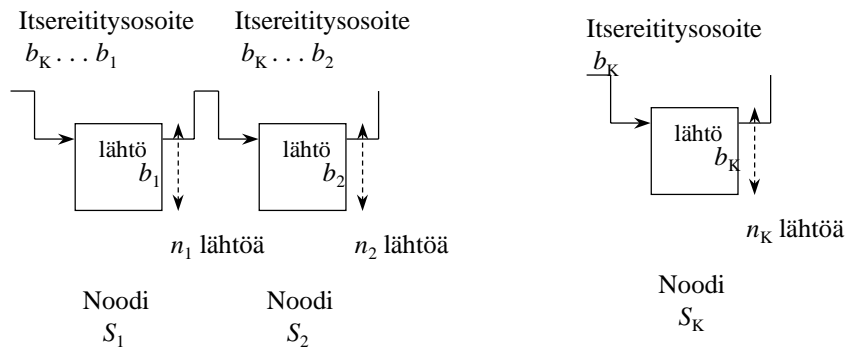 Itsereititysosoite
b_K . . . b_1
Itsereititysosoite
b_K . . . b_2
Itsereititysosoite
b_K
lähtö
b_1
lähtö
b_2
lähtö
b_K
n_1 lähtöä
n_2 lähtöä
n_K lähtöä
Noodi
S_1
Noodi
S_2
Noodi
S_K